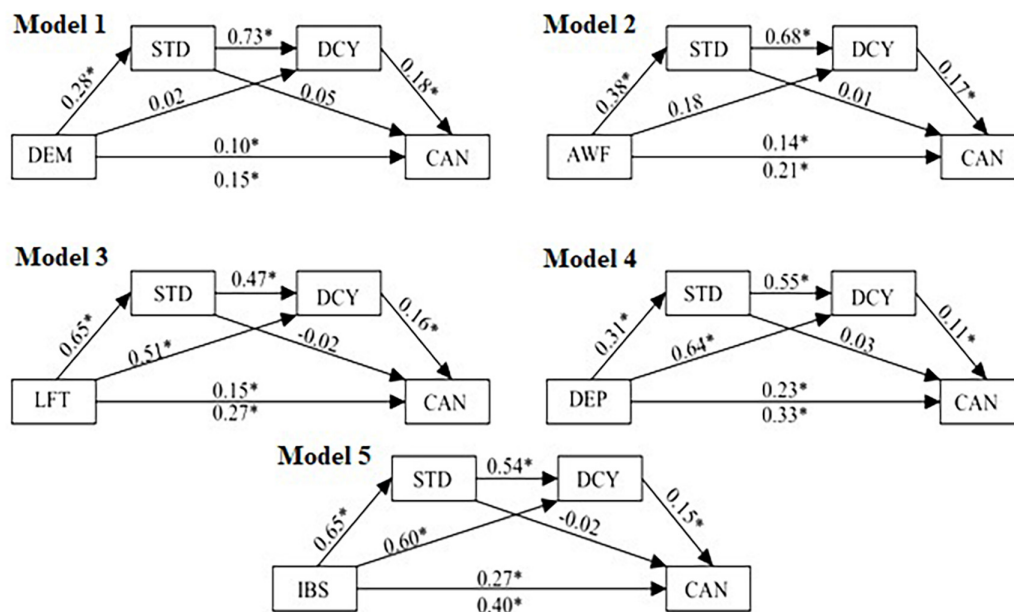 Model 1
STD
0.73*
DCY
0.28*
0.02
0.05
0.18*
DEM
0.10*
0.15*
CAN
Model 2
STD
0.68*
DCY
0.38*
0.18
0.01
0.17*
AWF
0.14*
0.21*
CAN
Model 3
STD
0.47*
DCY
0.65*
0.51*
-0.02
0.16*
LFT
0.15*
0.27*
CAN
Model 4
STD
0.55*
DCY
0.31*
0.64*
0.03
0.11*
DEP
0.23*
0.33*
CAN
Model 5
STD
0.54*
DCY
0.65*
0.60*
-0.02
0.15*
IBS
0.27*
0.40*
CAN